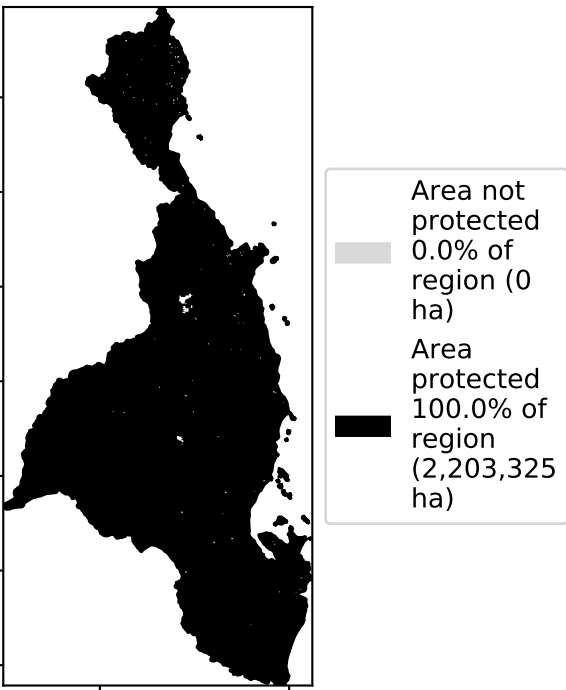 Area not
protected
0.0% of
region (0
ha)
Area
protected
100.0% of
region
(2,203,325
ha)